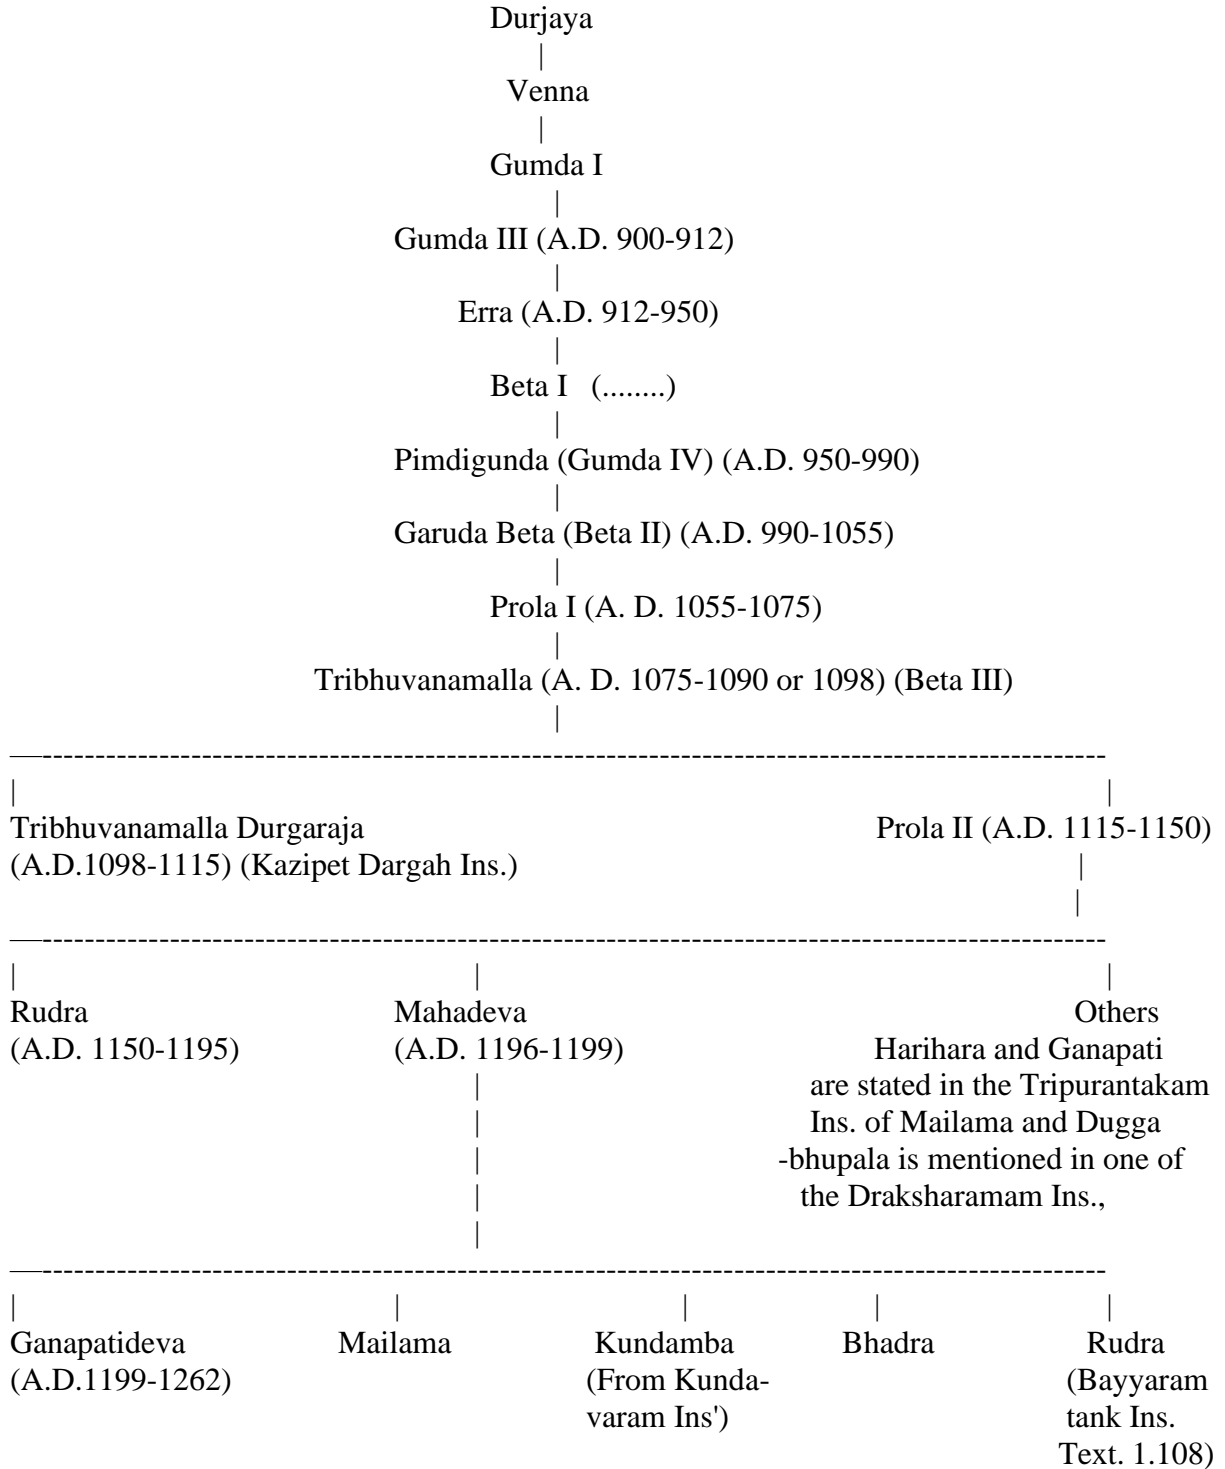 Durjaya
Venna
Gumda I
Gumda III (A.D. 900-912)
Erra (A.D. 912-950)
Beta I (........)
Pimdigunda (Gumda IV) (A.D. 950-990)
Garuda Beta (Beta II) (A.D. 990-1055)
Prola I (A. D. 1055-1075)
Tribhuvanamalla (A. D. 1075-1090 or 1098) (Beta III)
Tribhuvanamalla Durgaraja Prola II (A.D. 1115-1150)
(A.D.1098-1115) (Kazipet Dargah Ins.)
Rudra Mahadeva Others
(A.D. 1150-1195) (A.D. 1196-1199) Harihara and Ganapati
are stated in the Tripurantakam
Ins. of Mailama and Dugga
-bhupala is mentioned in one of
the Draksharamam Ins.,
Ganapatideva Mailama Kundamba Bhadra Rudra
(A.D.1199-1262) (From Kunda- (Bayyaram
varam Ins') tank Ins.
Text. 1.108)